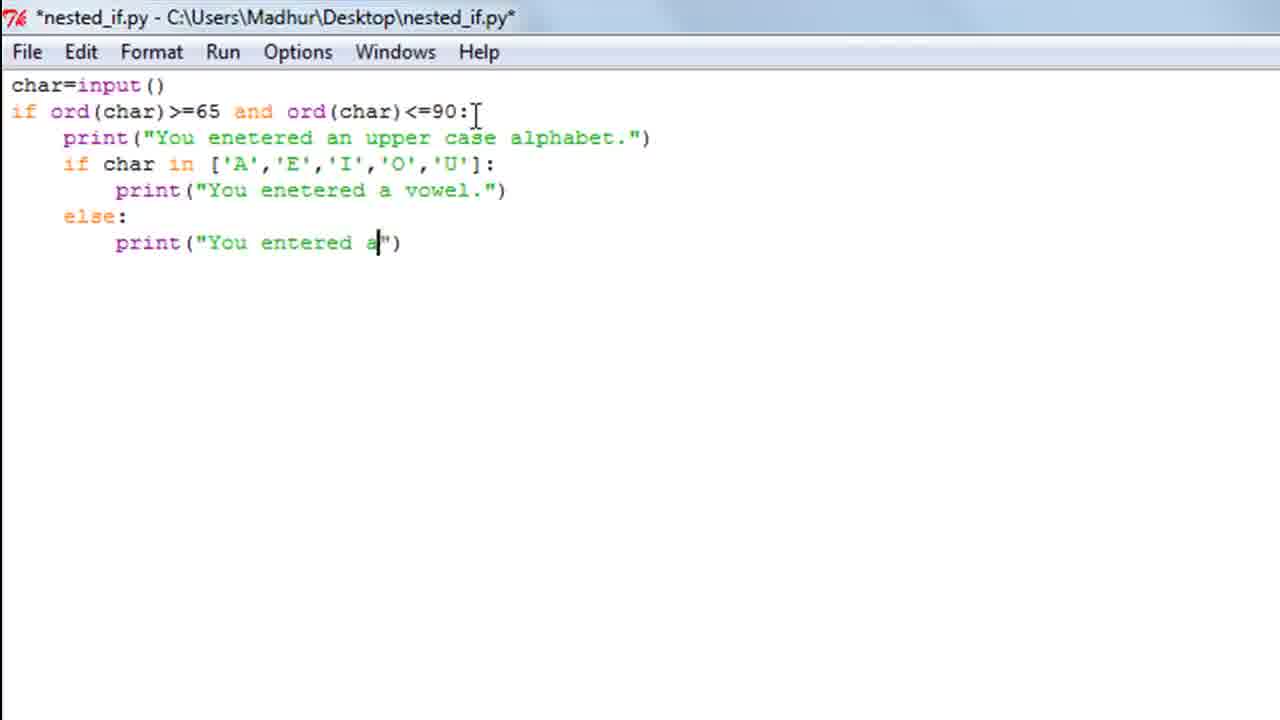 *nested_if.py - C:\Users\Madhur\Desktop\nested_if.py*
File Edit Format Run Options Windows Help
char=input()
if ord(char)>=65 and ord(char)<=90:
    print("You enetered an upper case alphabet.")
    if char in ['A','E','I','O','U']:
        print("You enetered a vowel.")
    else:
        print("You entered a")